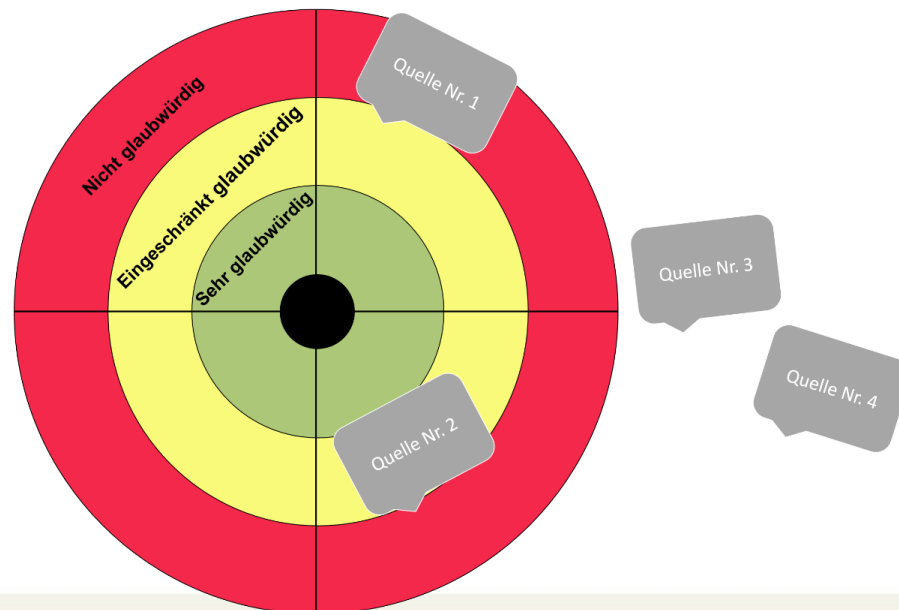 Nicht glaubwürdig
Eingeschränkt glaubwürdig
Sehr glaubwürdig
Quelle Nr. 1
Quelle Nr. 2
Quelle Nr. 3
Quelle Nr. 4